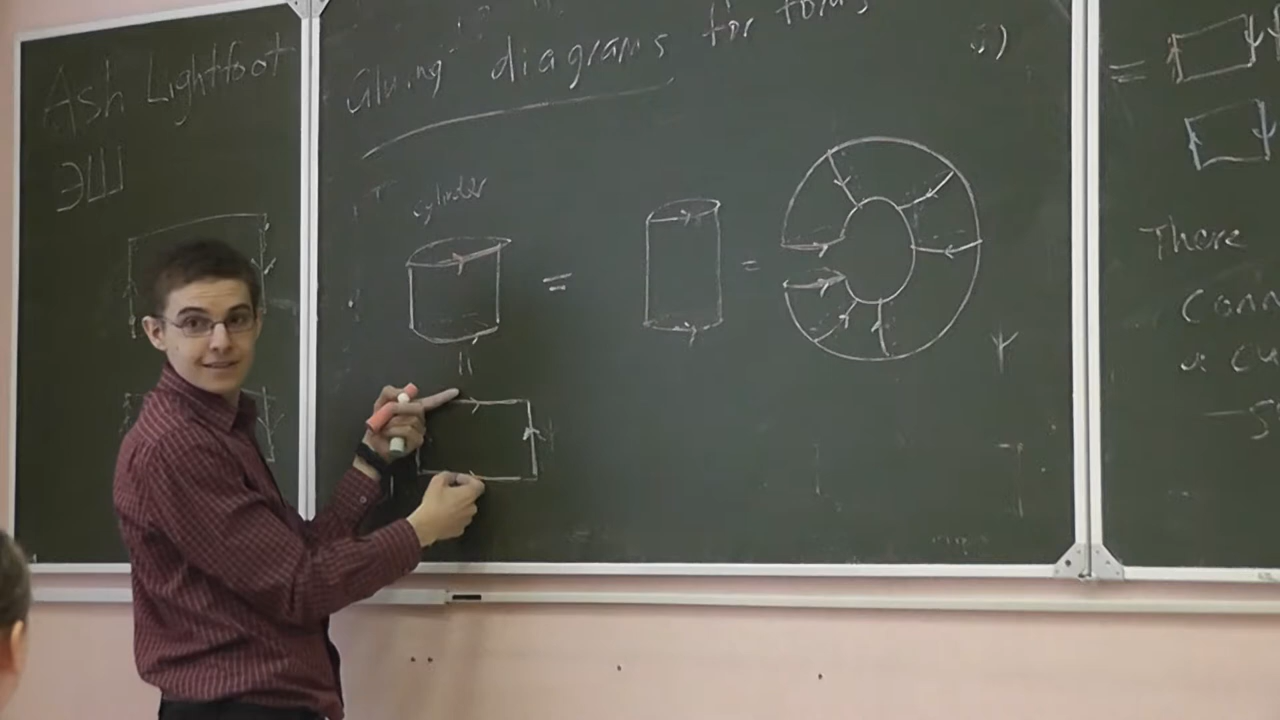 Ash Lightfoot
ЭШ
Gluing diagrams for torus
cylinder
=
=
=
There
Conn
a cu